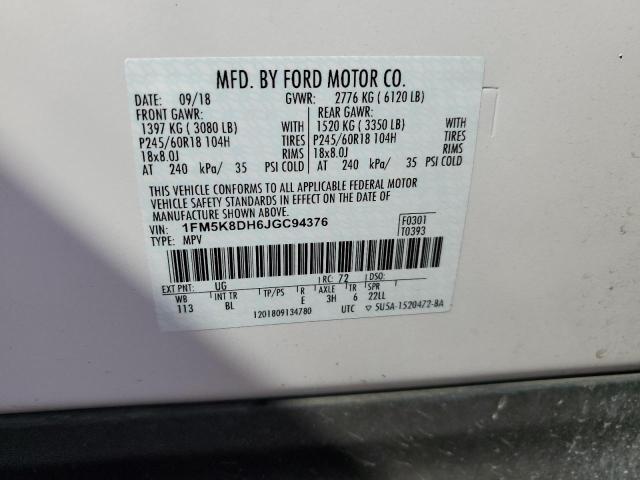 MFD. BY FORD MOTOR CO.
DATE: 09/18 GVWR: 2776 KG ( 6120 LB)
FRONT GAWR: REAR GAWR:
1397 KG ( 3080 LB) WITH 1520 KG ( 3350 LB) WITH
P245/60R18 104H TIRES P245/60R18 104H TIRES
18x8.0J RIMS 18x8.0J RIMS
AT 240 kPa/ 35 PSI COLD AT 240 kPa/ 35 PSI COLD
THIS VEHICLE CONFORMS TO ALL APPLICABLE FEDERAL MOTOR
VEHICLE SAFETY STANDARDS IN EFFECT ON THE DATE OF
MANUFACTURE SHOWN ABOVE.
VIN: 1FM5K8DH6JGC94376 F0301
TYPE: MPV T0393
EXT PNT: UG RC: 72 DSO:
WB INT TR TP/PS R AXLE TR SPR
113 BL E 3H 6 22LL
1201809134780 UTC ▽ 5U5A-1520472-BA